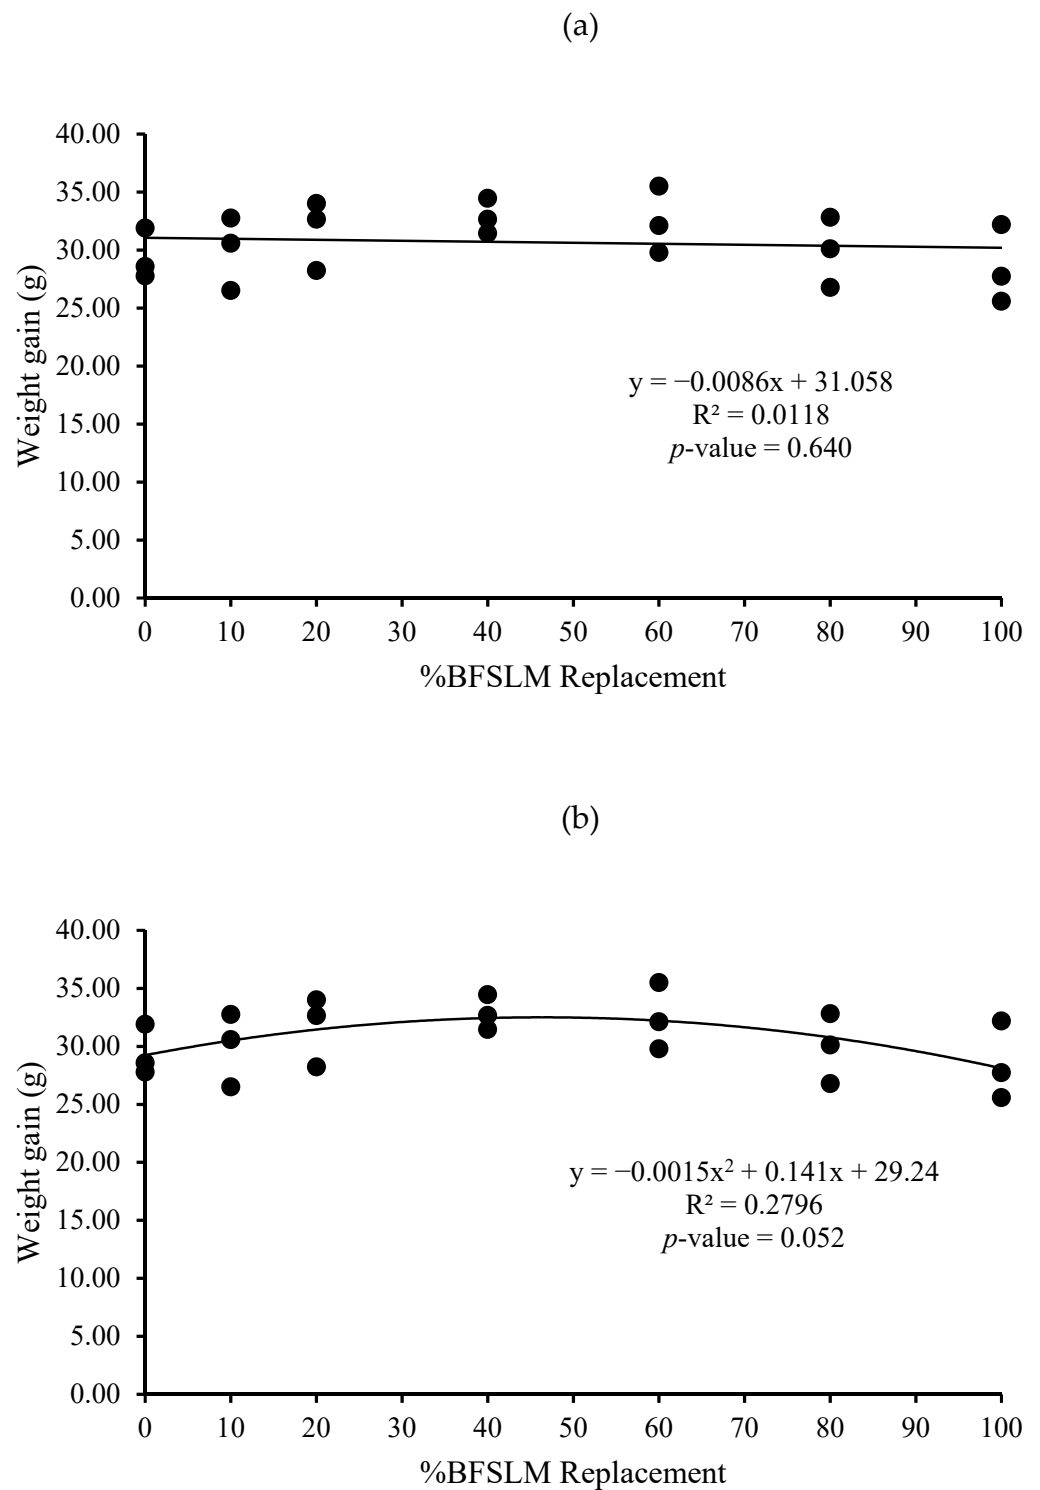 (a)
40.00
35.00
30.00
25.00
20.00
15.00
10.00
5.00
0.00
Weight gain (g)
y = −0.0086x + 31.058
R² = 0.0118
p-value = 0.640
0 10 20 30 40 50 60 70 80 90 100
%BFSLM Replacement
(b)
40.00
35.00
30.00
25.00
20.00
15.00
10.00
5.00
0.00
Weight gain (g)
y = −0.0015x² + 0.141x + 29.24
R² = 0.2796
p-value = 0.052
0 10 20 30 40 50 60 70 80 90 100
%BFSLM Replacement